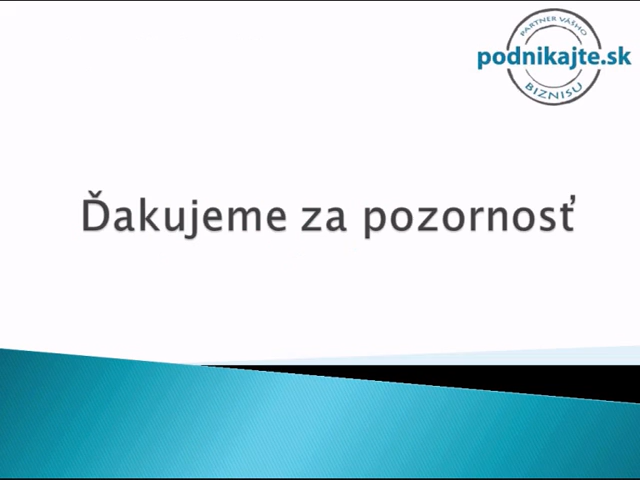 PARTNER VÁŠHO
podnikajte.sk
BIZNISU
Ďakujeme za pozornosť